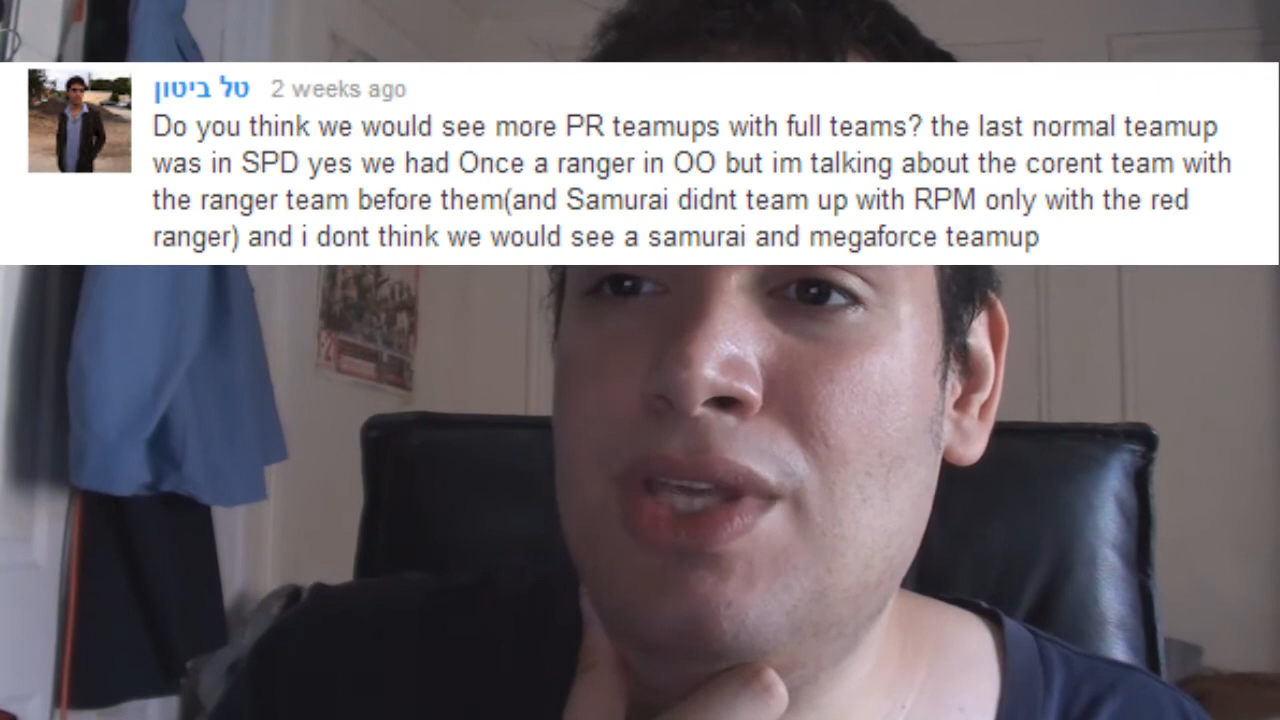 טל ביטון 2 weeks ago
Do you think we would see more PR teamups with full teams? the last normal teamup
was in SPD yes we had Once a ranger in OO but im talking about the corent team with
the ranger team before them(and Samurai didnt team up with RPM only with the red
ranger) and i dont think we would see a samurai and megaforce teamup